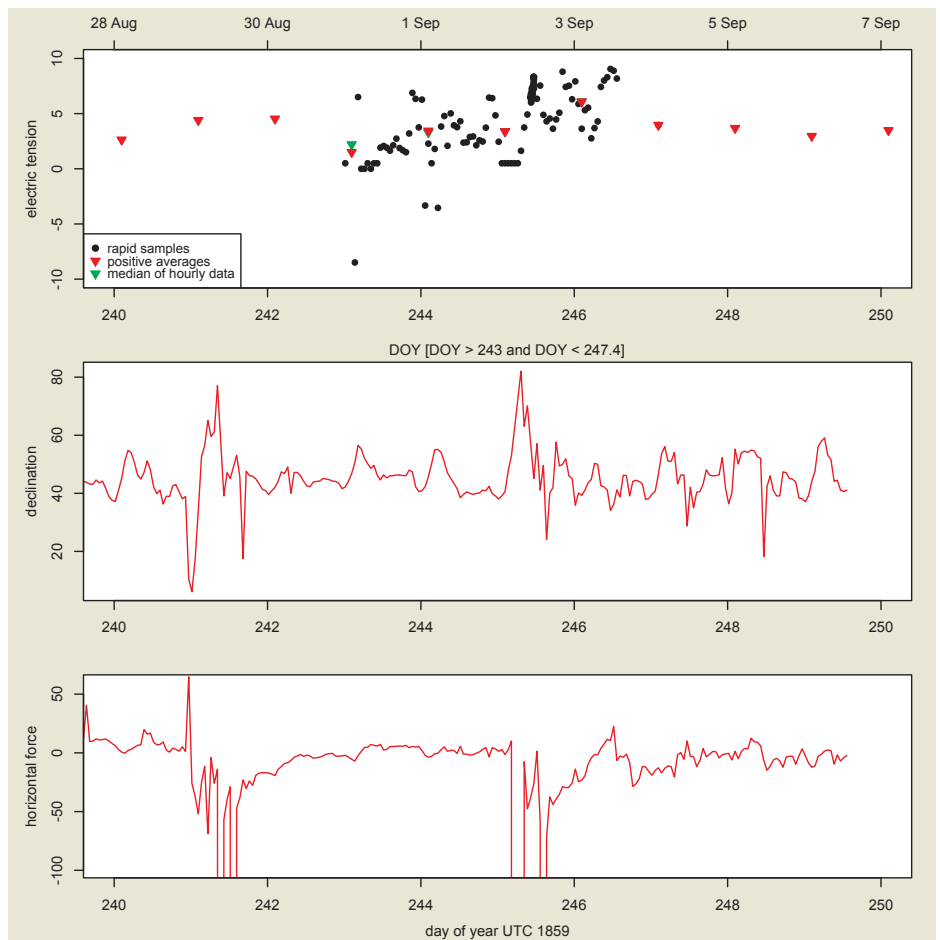 28 Aug 30 Aug 1 Sep 3 Sep 5 Sep 7 Sep
10
5
0
-5
-10
electric tension
rapid samples
positive averages
median of hourly data
240 242 244 246 248 250
DOY [DOY > 243 and DOY < 247.4]
80
60
40
20
declination
240 242 244 246 248 250
50
0
-50
-100
horizontal force
240 242 244 246 248 250
day of year UTC 1859